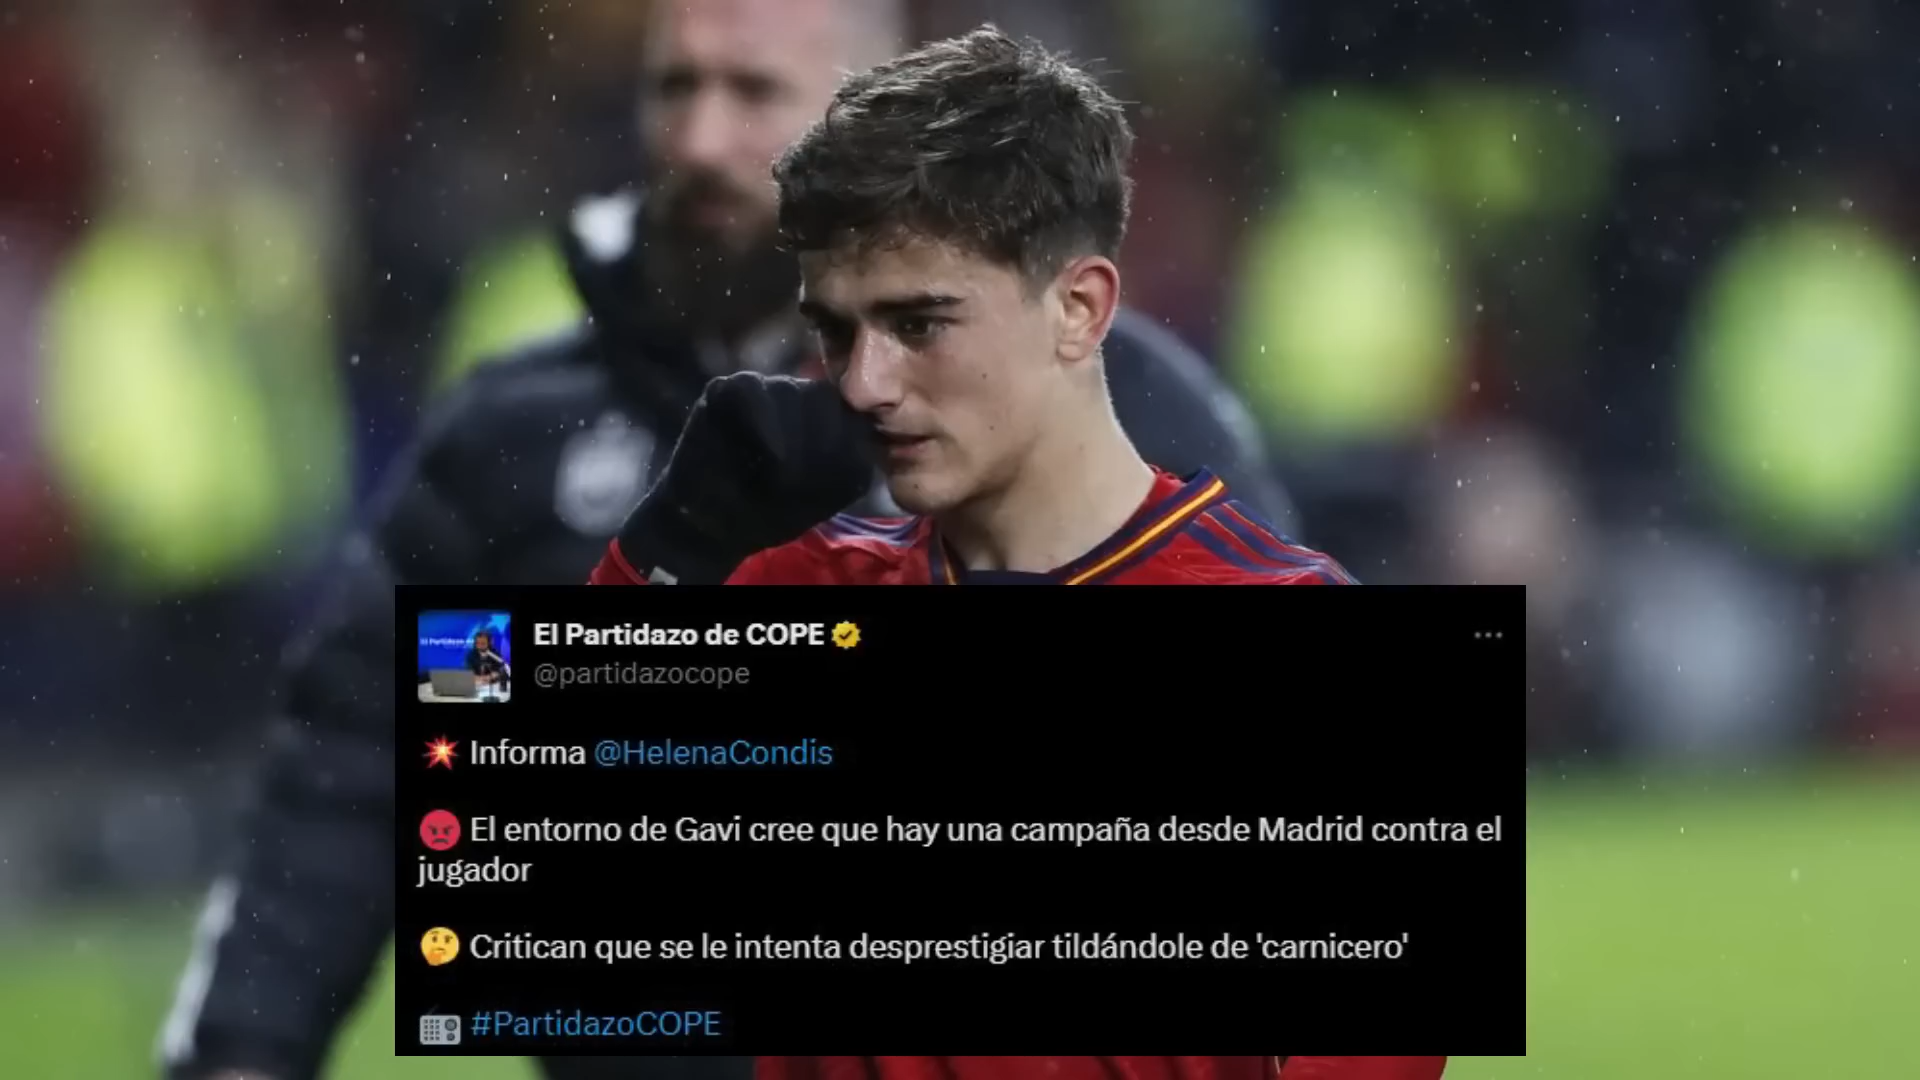 El Partidazo de COPE
@partidazocope
💥 Informa @HelenaCondis
😡 El entorno de Gavi cree que hay una campaña desde Madrid contra el
jugador
🤔 Critican que se le intenta desprestigiar tildándole de 'carnicero'
📻 #PartidazoCOPE